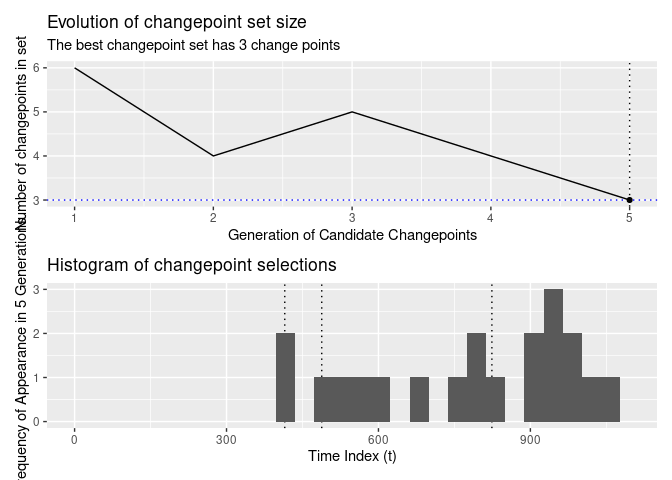 Evolution of changepoint set size
The best changepoint set has 3 change points
Number of changepoints in set
6
5
4
3
1 2 3 4 5
Generation of Candidate Changepoints
Histogram of changepoint selections
requency of Appearance in 5 Generations
3
2
1
0
0 300 600 900
Time Index (t)